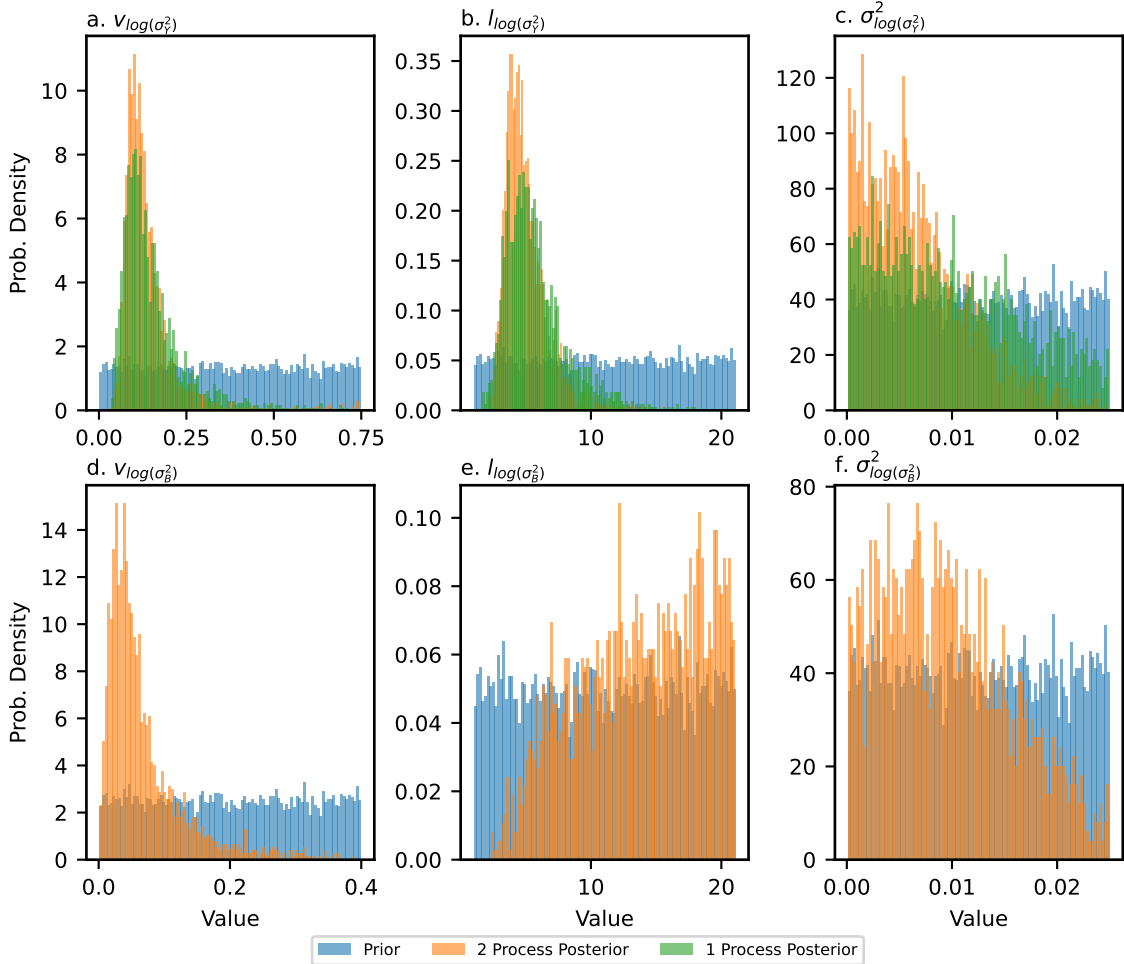 a. v_{log(σ_Y^2)}
b. l_{log(σ_Y^2)}
c. σ^2_{log(σ_Y^2)}
Prob. Density
10
8
6
4
2
0
0.00 0.25 0.50 0.75
0.35
0.30
0.25
0.20
0.15
0.10
0.05
0.00
10 20
120
100
80
60
40
20
0
0.00 0.01 0.02
d. v_{log(σ_B^2)}
e. l_{log(σ_B^2)}
f. σ^2_{log(σ_B^2)}
Prob. Density
14
12
10
8
6
4
2
0
0.0 0.2 0.4
Value
0.10
0.08
0.06
0.04
0.02
0.00
10 20
Value
80
60
40
20
0
0.00 0.01 0.02
Value
Prior 2 Process Posterior 1 Process Posterior